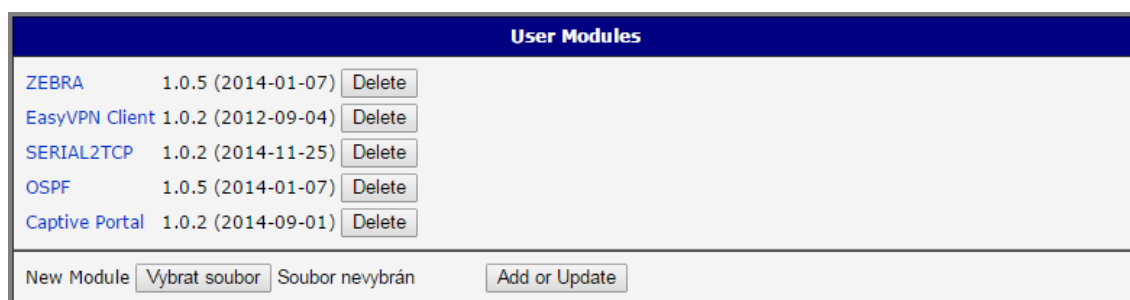 User Modules
ZEBRA 1.0.5 (2014-01-07) Delete
EasyVPN Client 1.0.2 (2012-09-04) Delete
SERIAL2TCP 1.0.2 (2014-11-25) Delete
OSPF 1.0.5 (2014-01-07) Delete
Captive Portal 1.0.2 (2014-09-01) Delete
New Module Vybrat soubor Soubor nevybrán Add or Update